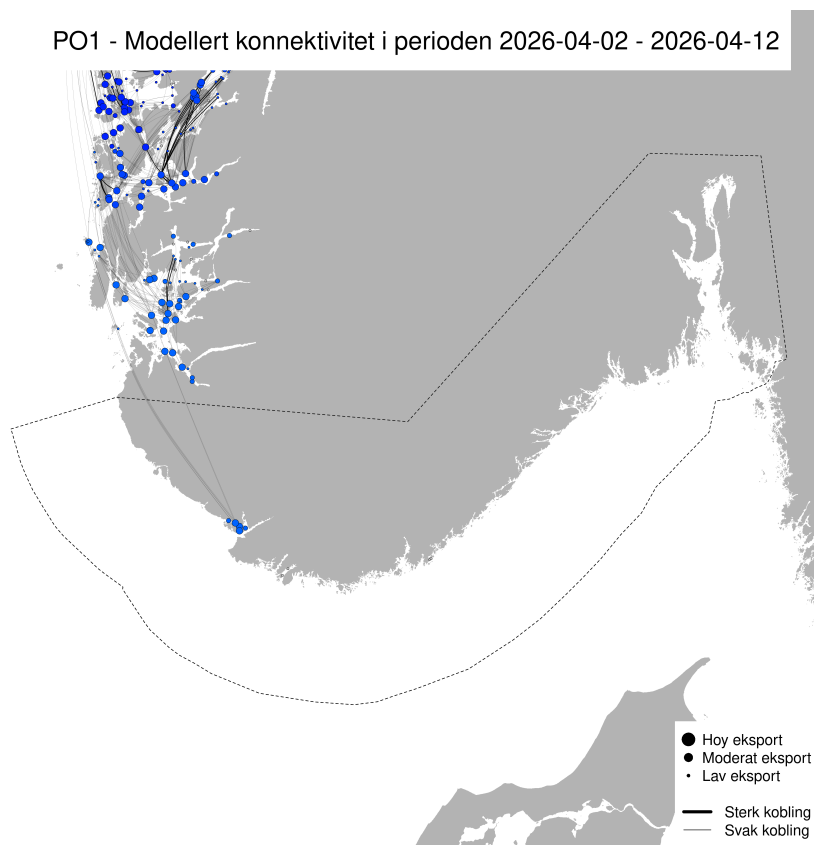 PO1 - Modellert konnektivitet i perioden 2026-04-02 - 2026-04-12
Hoy eksport
Moderat eksport
Lav eksport
Sterk kobling
Svak kobling